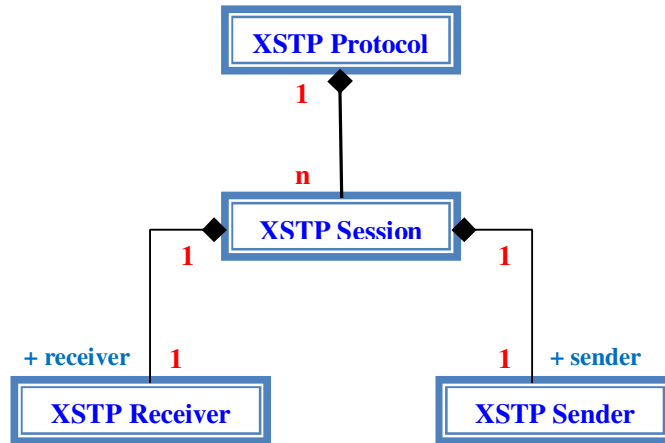 XSTP Protocol
1
n
XSTP Session
1
1
+ receiver
1
1
+ sender
XSTP Receiver
XSTP Sender